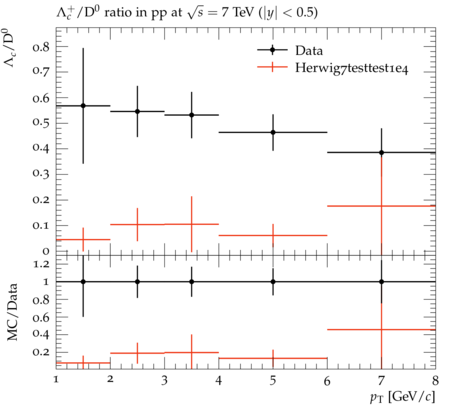 Λc+/D0 ratio in pp at √s = 7 TeV (|y| < 0.5)
Λc/D0
Data
Herwig7testtest1e4
0.8
0.7
0.6
0.5
0.4
0.3
0.2
0.1
0
MC/Data
1.2
1
0.8
0.6
0.4
0.2
1 2 3 4 5 6 7 8
pT [GeV/c]